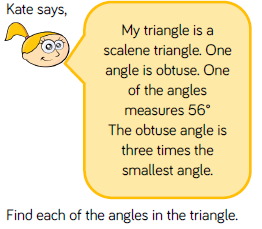 Kate says,
My triangle is a
scalene triangle. One
angle is obtuse. One
of the angles
measures 56°
The obtuse angle is
three times the
smallest angle.
Find each of the angles in the triangle.